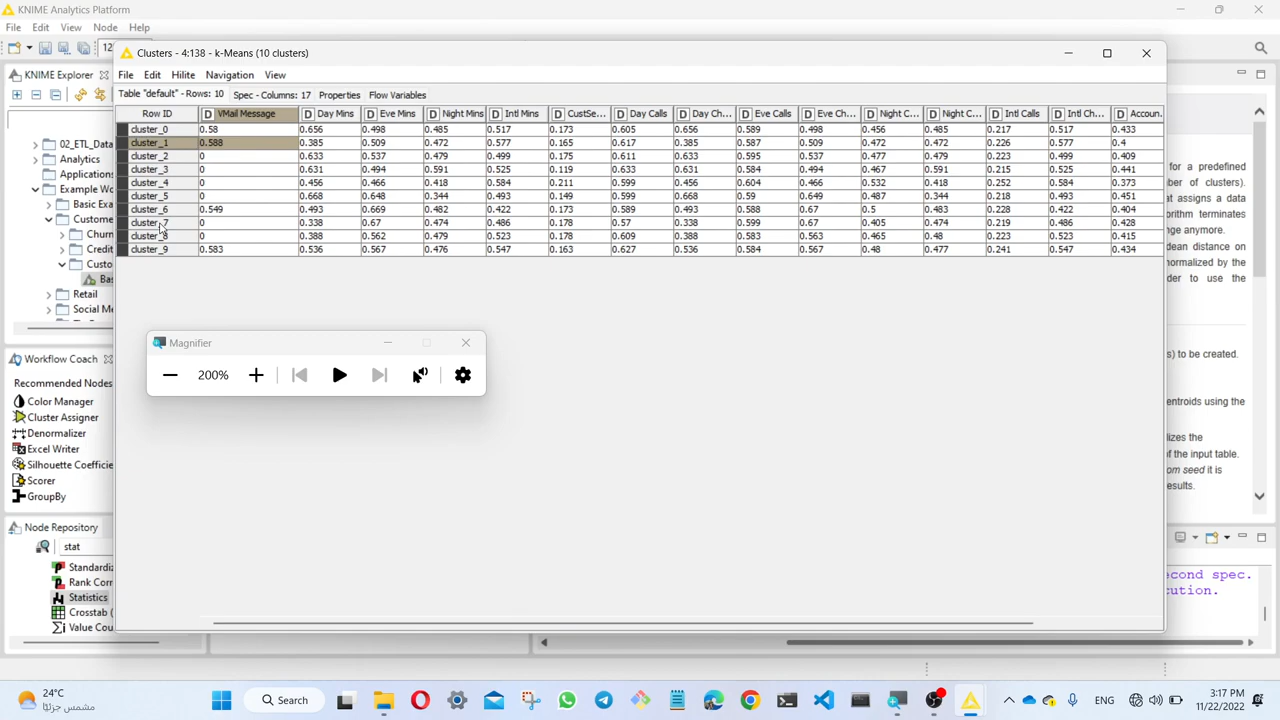 KNIME Analytics Platform
File Edit View Node Help
Clusters - 4:138 - k-Means (10 clusters)
File Edit Hilite Navigation View
Table "default" - Rows: 10 Spec - Columns: 17 Properties Flow Variables
Row ID D VMail Message D Day Mins D Eve Mins D Night Mins D Intl Mins D CustSe... D Day Calls D Day Ch... D Eve Calls D Eve Ch... D Night C... D Night C... D Intl Calls D Intl Ch... D Accoun...
cluster_0 0.58 0.656 0.498 0.485 0.517 0.173 0.605 0.656 0.589 0.498 0.456 0.485 0.217 0.517 0.433
cluster_1 0.588 0.385 0.509 0.472 0.577 0.165 0.617 0.385 0.587 0.509 0.472 0.472 0.226 0.577 0.4
cluster_2 0 0.633 0.537 0.479 0.499 0.175 0.611 0.633 0.595 0.537 0.477 0.479 0.223 0.499 0.409
cluster_3 0 0.631 0.494 0.591 0.525 0.119 0.633 0.631 0.584 0.494 0.467 0.591 0.215 0.525 0.441
cluster_4 0 0.456 0.466 0.418 0.584 0.211 0.599 0.456 0.604 0.466 0.532 0.418 0.252 0.584 0.373
cluster_5 0 0.668 0.648 0.344 0.493 0.149 0.599 0.668 0.59 0.649 0.487 0.344 0.218 0.493 0.451
cluster_6 0.549 0.493 0.669 0.482 0.422 0.173 0.589 0.493 0.588 0.67 0.5 0.483 0.228 0.422 0.404
cluster_7 0 0.338 0.67 0.474 0.486 0.178 0.57 0.338 0.599 0.67 0.405 0.474 0.219 0.486 0.428
cluster_8 0 0.388 0.562 0.479 0.523 0.178 0.609 0.388 0.583 0.563 0.465 0.48 0.223 0.523 0.415
cluster_9 0.583 0.536 0.567 0.476 0.547 0.163 0.627 0.536 0.584 0.567 0.48 0.477 0.241 0.547 0.434
KNIME Explorer
02_ETL_Data
Analytics
Applications
Example Wo
Basic Exa
Custome
Churn
Credit
Custo
Bas
Retail
Social Me
Workflow Coach
Recommended Nodes
Color Manager
Cluster Assigner
Denormalizer
Excel Writer
Silhouette Coefficie
Scorer
GroupBy
Node Repository
stat
Standardiz
Rank Corr
Statistics
Crosstab (
Value Cou
Magnifier
200%
for a predefined
ber of clusters).
at assigns a data
rithm terminates
nge anymore.
dean distance on
normalized by the
rder to use the
s) to be created.
entroids using the
alizes the
of the input table.
om seed it is
results.
econd spec.
cution.
24°C
مشمس جزئيًا
Search
ENG
3:17 PM
11/22/2022